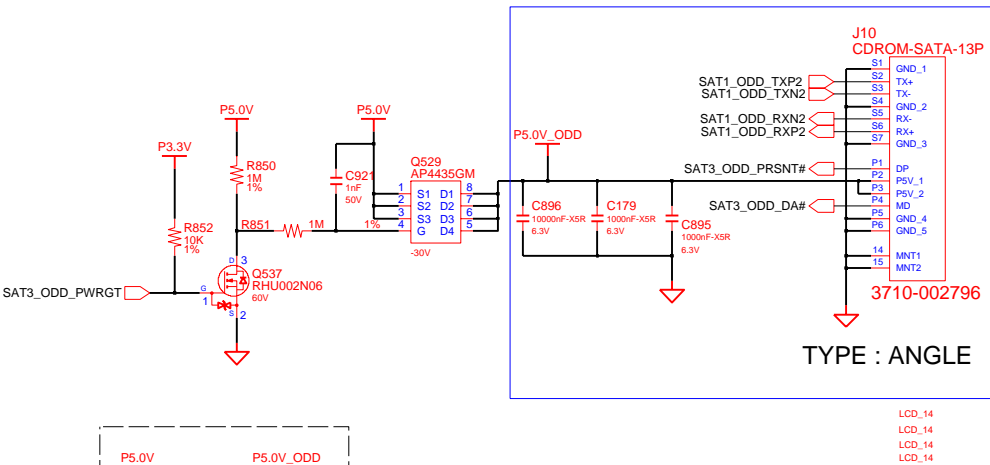 J10
CDROM-SATA-13P
S1
GND_1
SAT1_ODD_TXP2
S2
TX+
SAT1_ODD_TXN2
S3
TX-
S4
GND_2
SAT1_ODD_RXN2
S5
RX-
SAT1_ODD_RXP2
S6
RX+
S7
GND_3
SAT3_ODD_PRSNT#
P1
DP
P2
P5V_1
P3
P5V_2
SAT3_ODD_DA#
P4
MD
P5
GND_4
P6
GND_5
14
MNT1
15
MNT2
3710-002796
TYPE : ANGLE
P5.0V
P5.0V
P3.3V
P5.0V_ODD
R850
1M
1%
C921
1nF
50V
Q529
AP4435GM
1 S1 D1 8
2 S2 D2 7
3 S3 D3 6
4 G D4 5
-30V
R852
10K
1%
R851
1M
1%
C896
10000nF-X5R
6.3V
C179
1000nF-X5R
6.3V
C895
1000nF-X5R
6.3V
SAT3_ODD_PWRGT
D 3
G
1
S
2
Q537
RHU002N06
60V
LCD_14
LCD_14
LCD_14
LCD_14
P5.0V
P5.0V_ODD